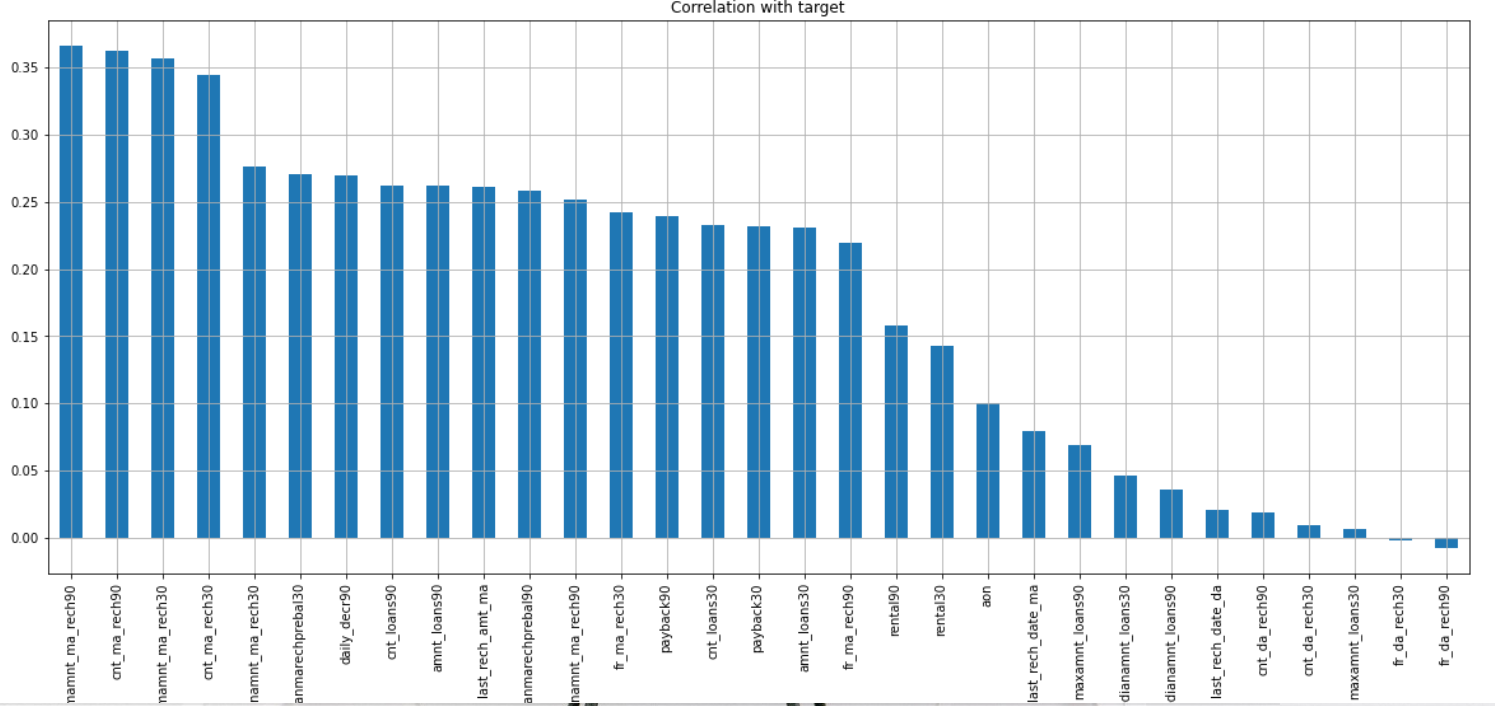 Correlation with target
0.35
0.30
0.25
0.20
0.15
0.10
0.05
0.00
cnt_ma_rech90
cnt_ma_rech30
daily_decr90
cnt_loans90
amnt_loans90
last_rech_amt_ma
fr_ma_rech30
payback90
cnt_loans30
payback30
amnt_loans30
fr_ma_rech90
rental90
rental30
aon
last_rech_date_ma
maxamnt_loans90
dianamnt_loans30
dianamnt_loans90
last_rech_date_da
cnt_da_rech90
cnt_da_rech30
maxamnt_loans30
fr_da_rech30
fr_da_rech90